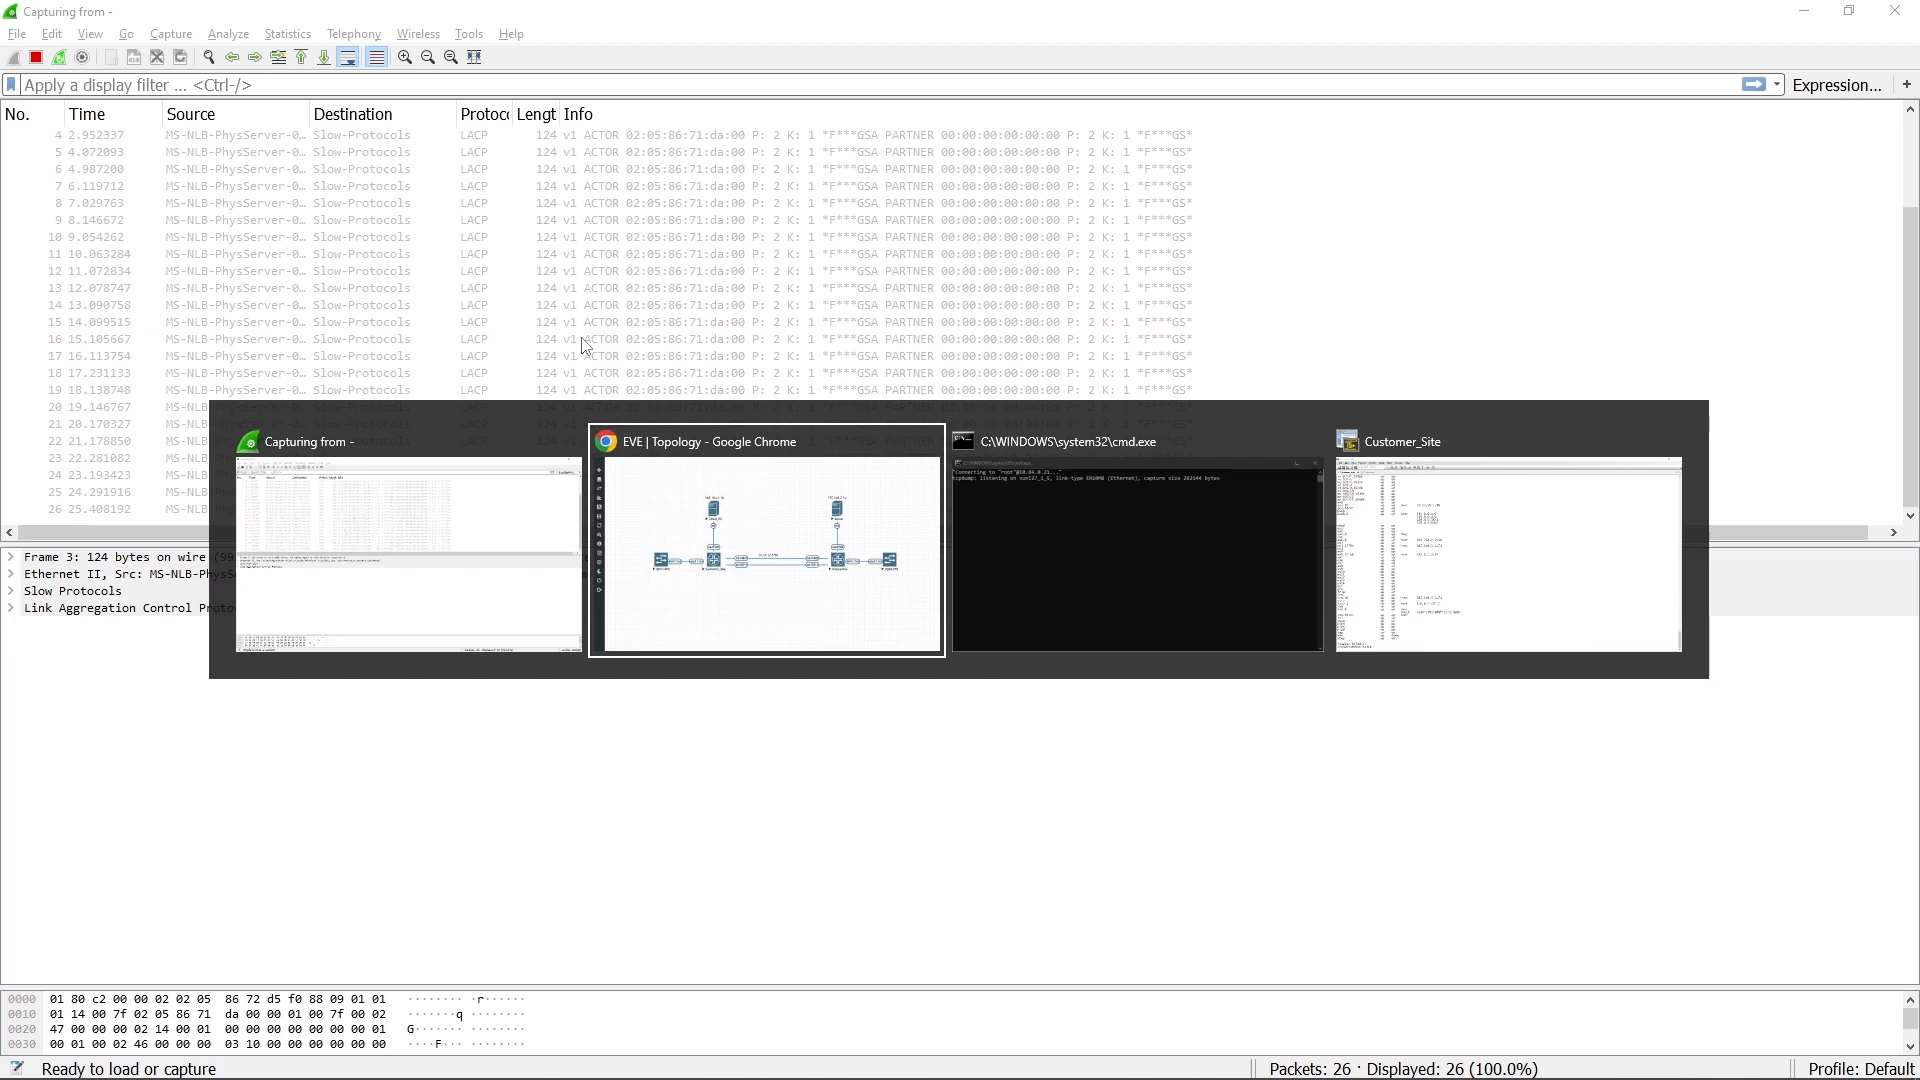 Capturing from -
File Edit View Go Capture Analyze Statistics Telephony Wireless Tools Help
Apply a display filter ... <Ctrl-/> Expression... +
No. Time Source Destination Protoco Lengt Info
4 2.952337 MS-NLB-PhysServer-0… Slow-Protocols LACP 124 v1 ACTOR 02:05:86:71:da:00 P: 2 K: 1 *F***GSA PARTNER 00:00:00:00:00:00 P: 2 K: 1 *F***GS*
5 4.072093 MS-NLB-PhysServer-0… Slow-Protocols LACP 124 v1 ACTOR 02:05:86:71:da:00 P: 2 K: 1 *F***GSA PARTNER 00:00:00:00:00:00 P: 2 K: 1 *F***GS*
6 4.987200 MS-NLB-PhysServer-0… Slow-Protocols LACP 124 v1 ACTOR 02:05:86:71:da:00 P: 2 K: 1 *F***GSA PARTNER 00:00:00:00:00:00 P: 2 K: 1 *F***GS*
7 6.119712 MS-NLB-PhysServer-0… Slow-Protocols LACP 124 v1 ACTOR 02:05:86:71:da:00 P: 2 K: 1 *F***GSA PARTNER 00:00:00:00:00:00 P: 2 K: 1 *F***GS*
8 7.029763 MS-NLB-PhysServer-0… Slow-Protocols LACP 124 v1 ACTOR 02:05:86:71:da:00 P: 2 K: 1 *F***GSA PARTNER 00:00:00:00:00:00 P: 2 K: 1 *F***GS*
9 8.146672 MS-NLB-PhysServer-0… Slow-Protocols LACP 124 v1 ACTOR 02:05:86:71:da:00 P: 2 K: 1 *F***GSA PARTNER 00:00:00:00:00:00 P: 2 K: 1 *F***GS*
10 9.054262 MS-NLB-PhysServer-0… Slow-Protocols LACP 124 v1 ACTOR 02:05:86:71:da:00 P: 2 K: 1 *F***GSA PARTNER 00:00:00:00:00:00 P: 2 K: 1 *F***GS*
11 10.063284 MS-NLB-PhysServer-0… Slow-Protocols LACP 124 v1 ACTOR 02:05:86:71:da:00 P: 2 K: 1 *F***GSA PARTNER 00:00:00:00:00:00 P: 2 K: 1 *F***GS*
12 11.072834 MS-NLB-PhysServer-0… Slow-Protocols LACP 124 v1 ACTOR 02:05:86:71:da:00 P: 2 K: 1 *F***GSA PARTNER 00:00:00:00:00:00 P: 2 K: 1 *F***GS*
13 12.078747 MS-NLB-PhysServer-0… Slow-Protocols LACP 124 v1 ACTOR 02:05:86:71:da:00 P: 2 K: 1 *F***GSA PARTNER 00:00:00:00:00:00 P: 2 K: 1 *F***GS*
14 13.090758 MS-NLB-PhysServer-0… Slow-Protocols LACP 124 v1 ACTOR 02:05:86:71:da:00 P: 2 K: 1 *F***GSA PARTNER 00:00:00:00:00:00 P: 2 K: 1 *F***GS*
15 14.099515 MS-NLB-PhysServer-0… Slow-Protocols LACP 124 v1 ACTOR 02:05:86:71:da:00 P: 2 K: 1 *F***GSA PARTNER 00:00:00:00:00:00 P: 2 K: 1 *F***GS*
16 15.105667 MS-NLB-PhysServer-0… Slow-Protocols LACP 124 v1 ACTOR 02:05:86:71:da:00 P: 2 K: 1 *F***GSA PARTNER 00:00:00:00:00:00 P: 2 K: 1 *F***GS*
17 16.113754 MS-NLB-PhysServer-0… Slow-Protocols LACP 124 v1 ACTOR 02:05:86:71:da:00 P: 2 K: 1 *F***GSA PARTNER 00:00:00:00:00:00 P: 2 K: 1 *F***GS*
18 17.231133 MS-NLB-PhysServer-0… Slow-Protocols LACP 124 v1 ACTOR 02:05:86:71:da:00 P: 2 K: 1 *F***GSA PARTNER 00:00:00:00:00:00 P: 2 K: 1 *F***GS*
19 18.138748 MS-NLB-PhysServer-0… Slow-Protocols LACP 124 v1 ACTOR 02:05:86:71:da:00 P: 2 K: 1 *F***GSA PARTNER 00:00:00:00:00:00 P: 2 K: 1 *F***GS*
20 19.146767 MS-NLB
21 20.170327 MS-NLB
22 21.178850 MS-NLB
23 22.281082 MS-NLB
24 23.193423 MS-NLB
25 24.291916 MS-NLB
26 25.408192 MS-NLB
Capturing from -
EVE | Topology - Google Chrome
C:\WINDOWS\system32\cmd.exe
Customer_Site
tcpdump: listening on vunl27_1_5, link-type EN10MB (Ethernet), capture size 262144 bytes
Frame 3: 124 bytes on wire (99
Ethernet II, Src: MS-NLB-PhysS
Slow Protocols
Link Aggregation Control Proto
0000 01 80 c2 00 00 02 02 05 86 72 d5 f0 88 09 01 01 ········ ·r······
0010 01 14 00 7f 02 05 86 71 da 00 00 01 00 7f 00 02 ·······q ········
0020 47 00 00 00 02 14 00 01 00 00 00 00 00 00 00 01 G······· ········
0030 00 01 00 02 46 00 00 00 03 10 00 00 00 00 00 00 ····F··· ········
Ready to load or capture Packets: 26 · Displayed: 26 (100.0%) Profile: Default